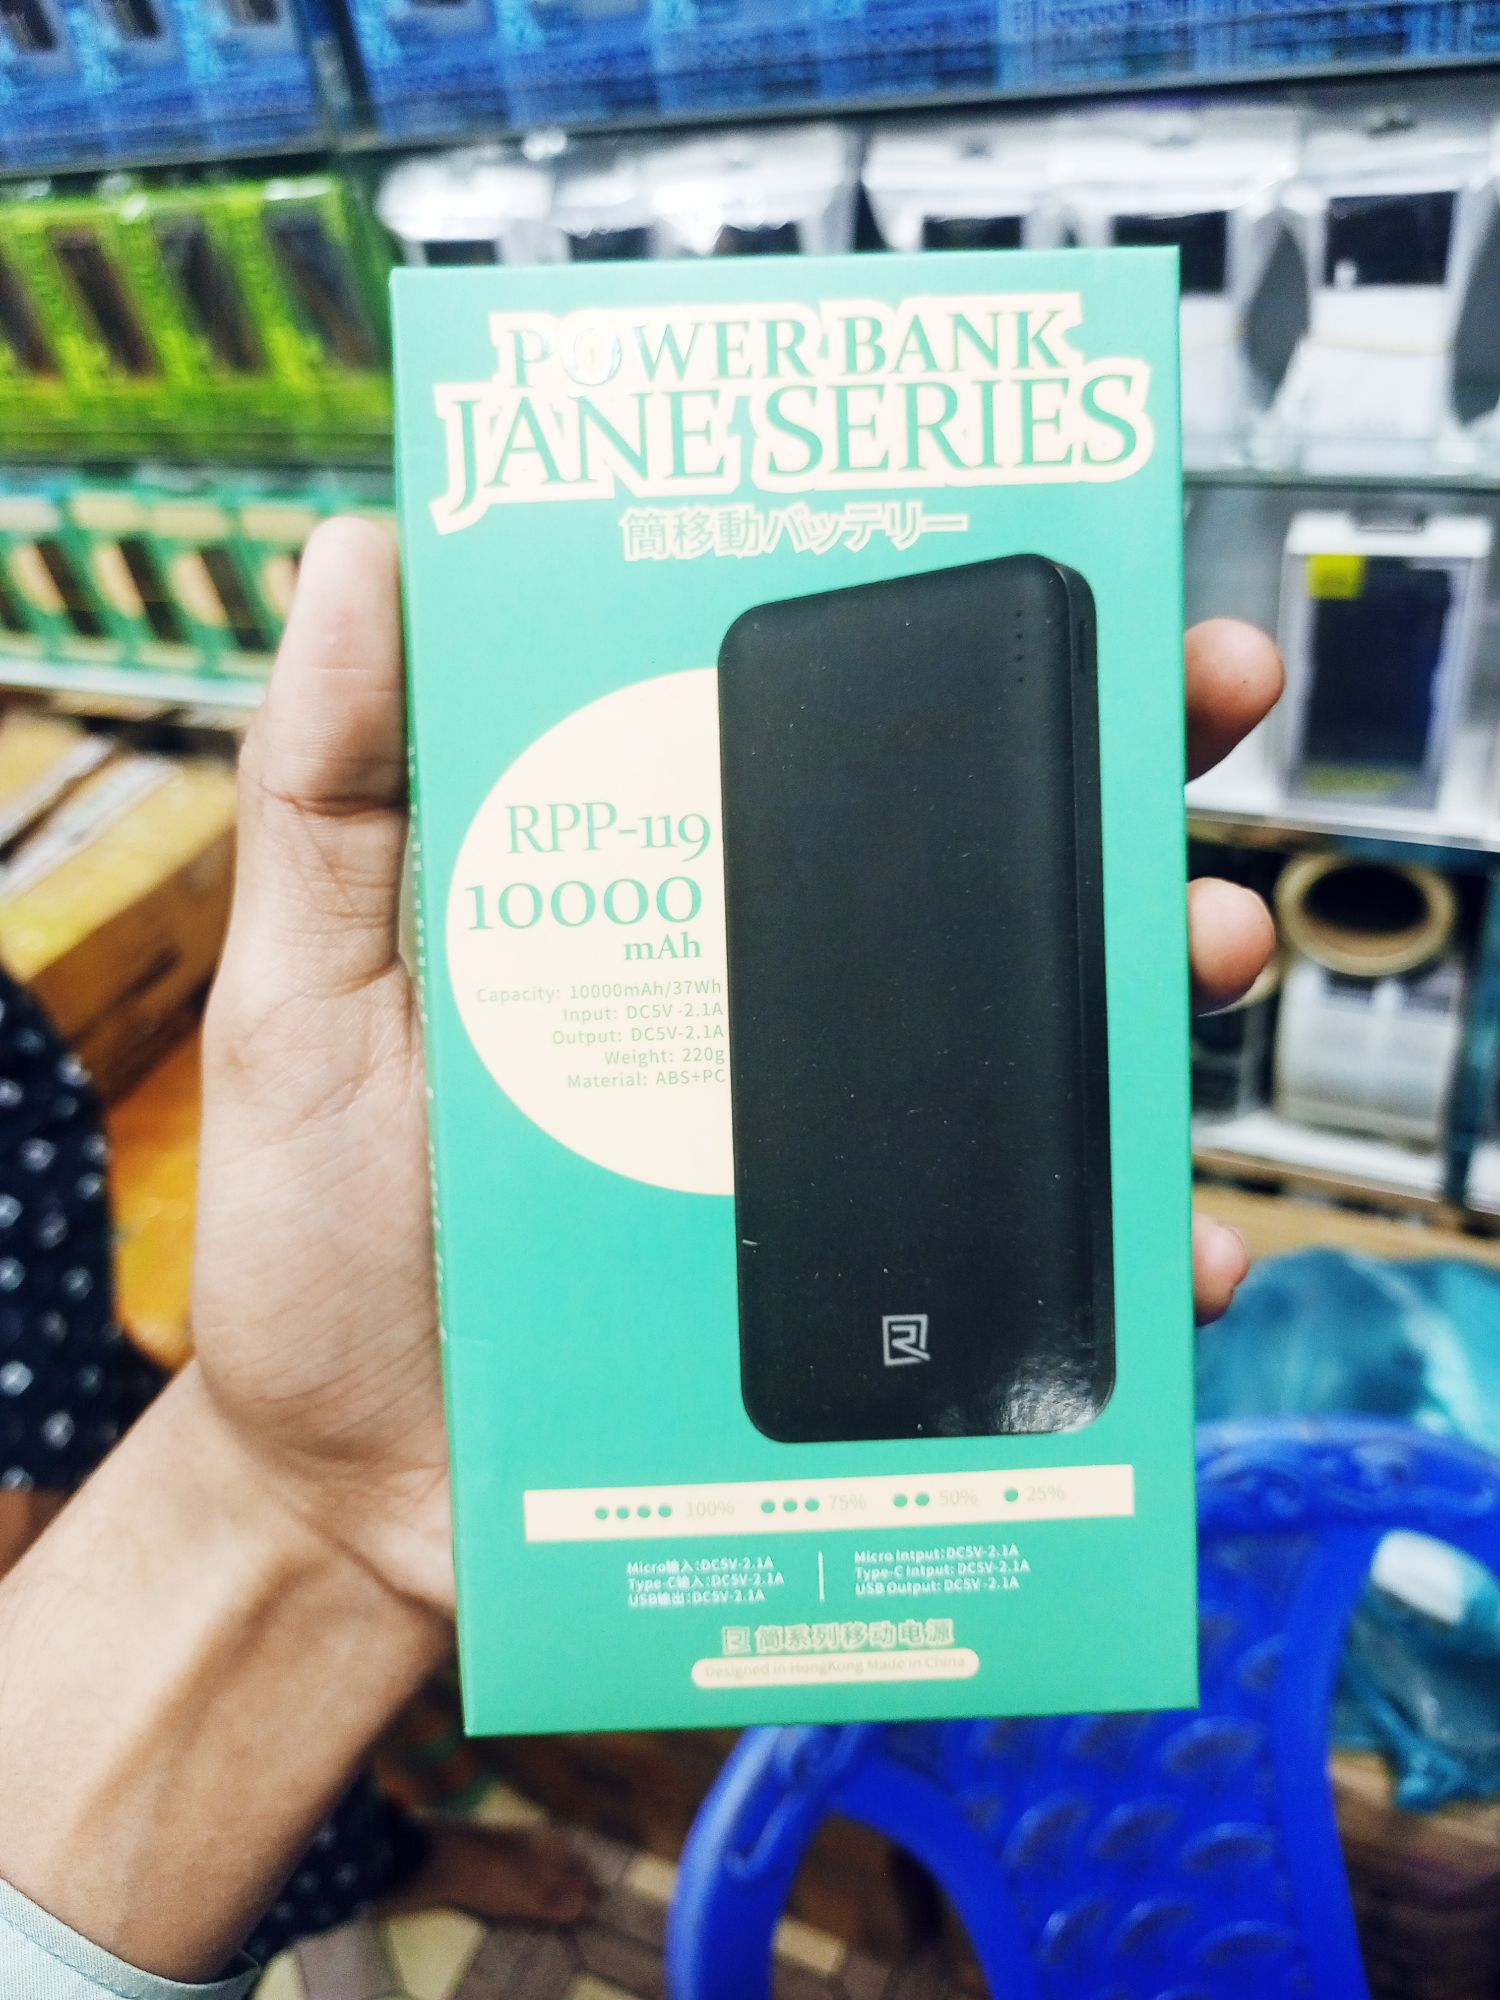 POWER BANK
JANE SERIES
簡移動バッテリー
RPP-119
10000
mAh
Capacity: 10000mAh/37Wh
Input: DC5V-2.1A
Output: DC5V-2.1A
Weight: 220g
Material: ABS+PC
100% 75% 50% 25%
Micro输入:DC5V-2.1A
Type-C输入:DC5V-2.1A
USB输出:DC5V-2.1A
Micro Intput:DC5V-2.1A
Type-C Intput: DC5V-2.1A
USB Output: DC5V-2.1A
简系列移动电源
Designed in HongKong Made in China